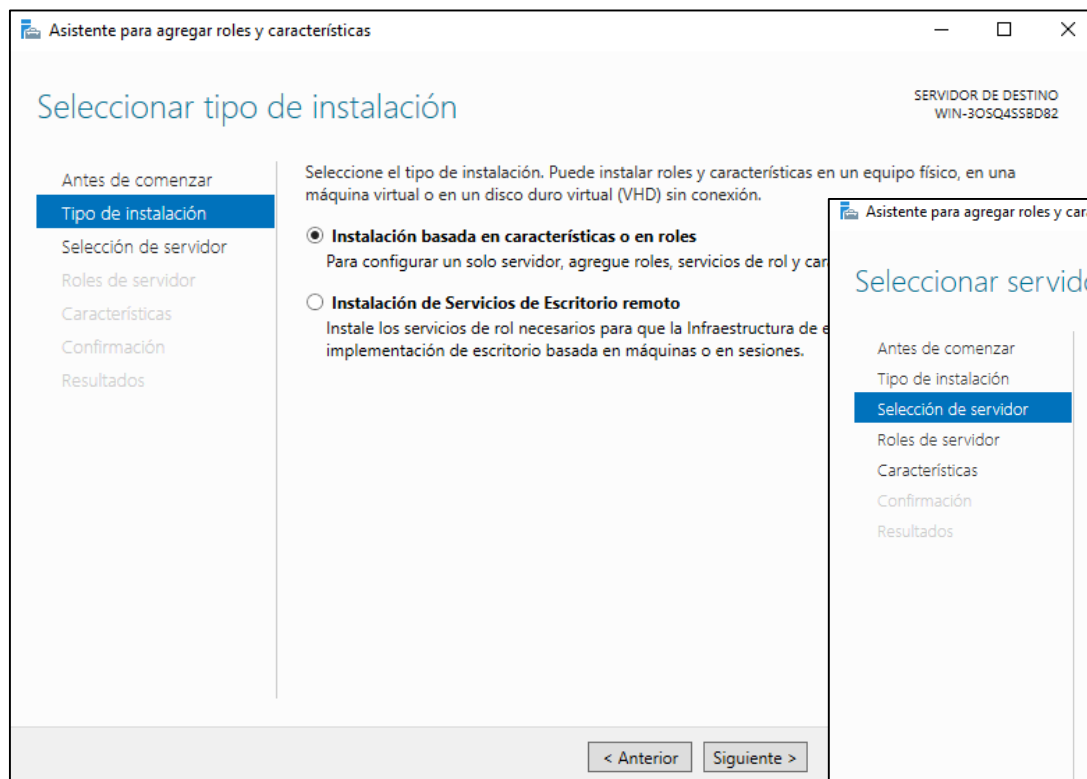 Asistente para agregar roles y características
Seleccionar tipo de instalación
SERVIDOR DE DESTINO
WIN-3OSQ4SSBD82
Antes de comenzar
Tipo de instalación
Selección de servidor
Roles de servidor
Características
Confirmación
Resultados
Seleccione el tipo de instalación. Puede instalar roles y características en un equipo físico, en una
máquina virtual o en un disco duro virtual (VHD) sin conexión.
Instalación basada en características o en roles
Para configurar un solo servidor, agregue roles, servicios de rol y car
Instalación de Servicios de Escritorio remoto
Instale los servicios de rol necesarios para que la Infraestructura de e
implementación de escritorio basada en máquinas o en sesiones.
< Anterior
Siguiente >
Asistente para agregar roles y car
Seleccionar servid
Antes de comenzar
Tipo de instalación
Selección de servidor
Roles de servidor
Características
Confirmación
Resultados